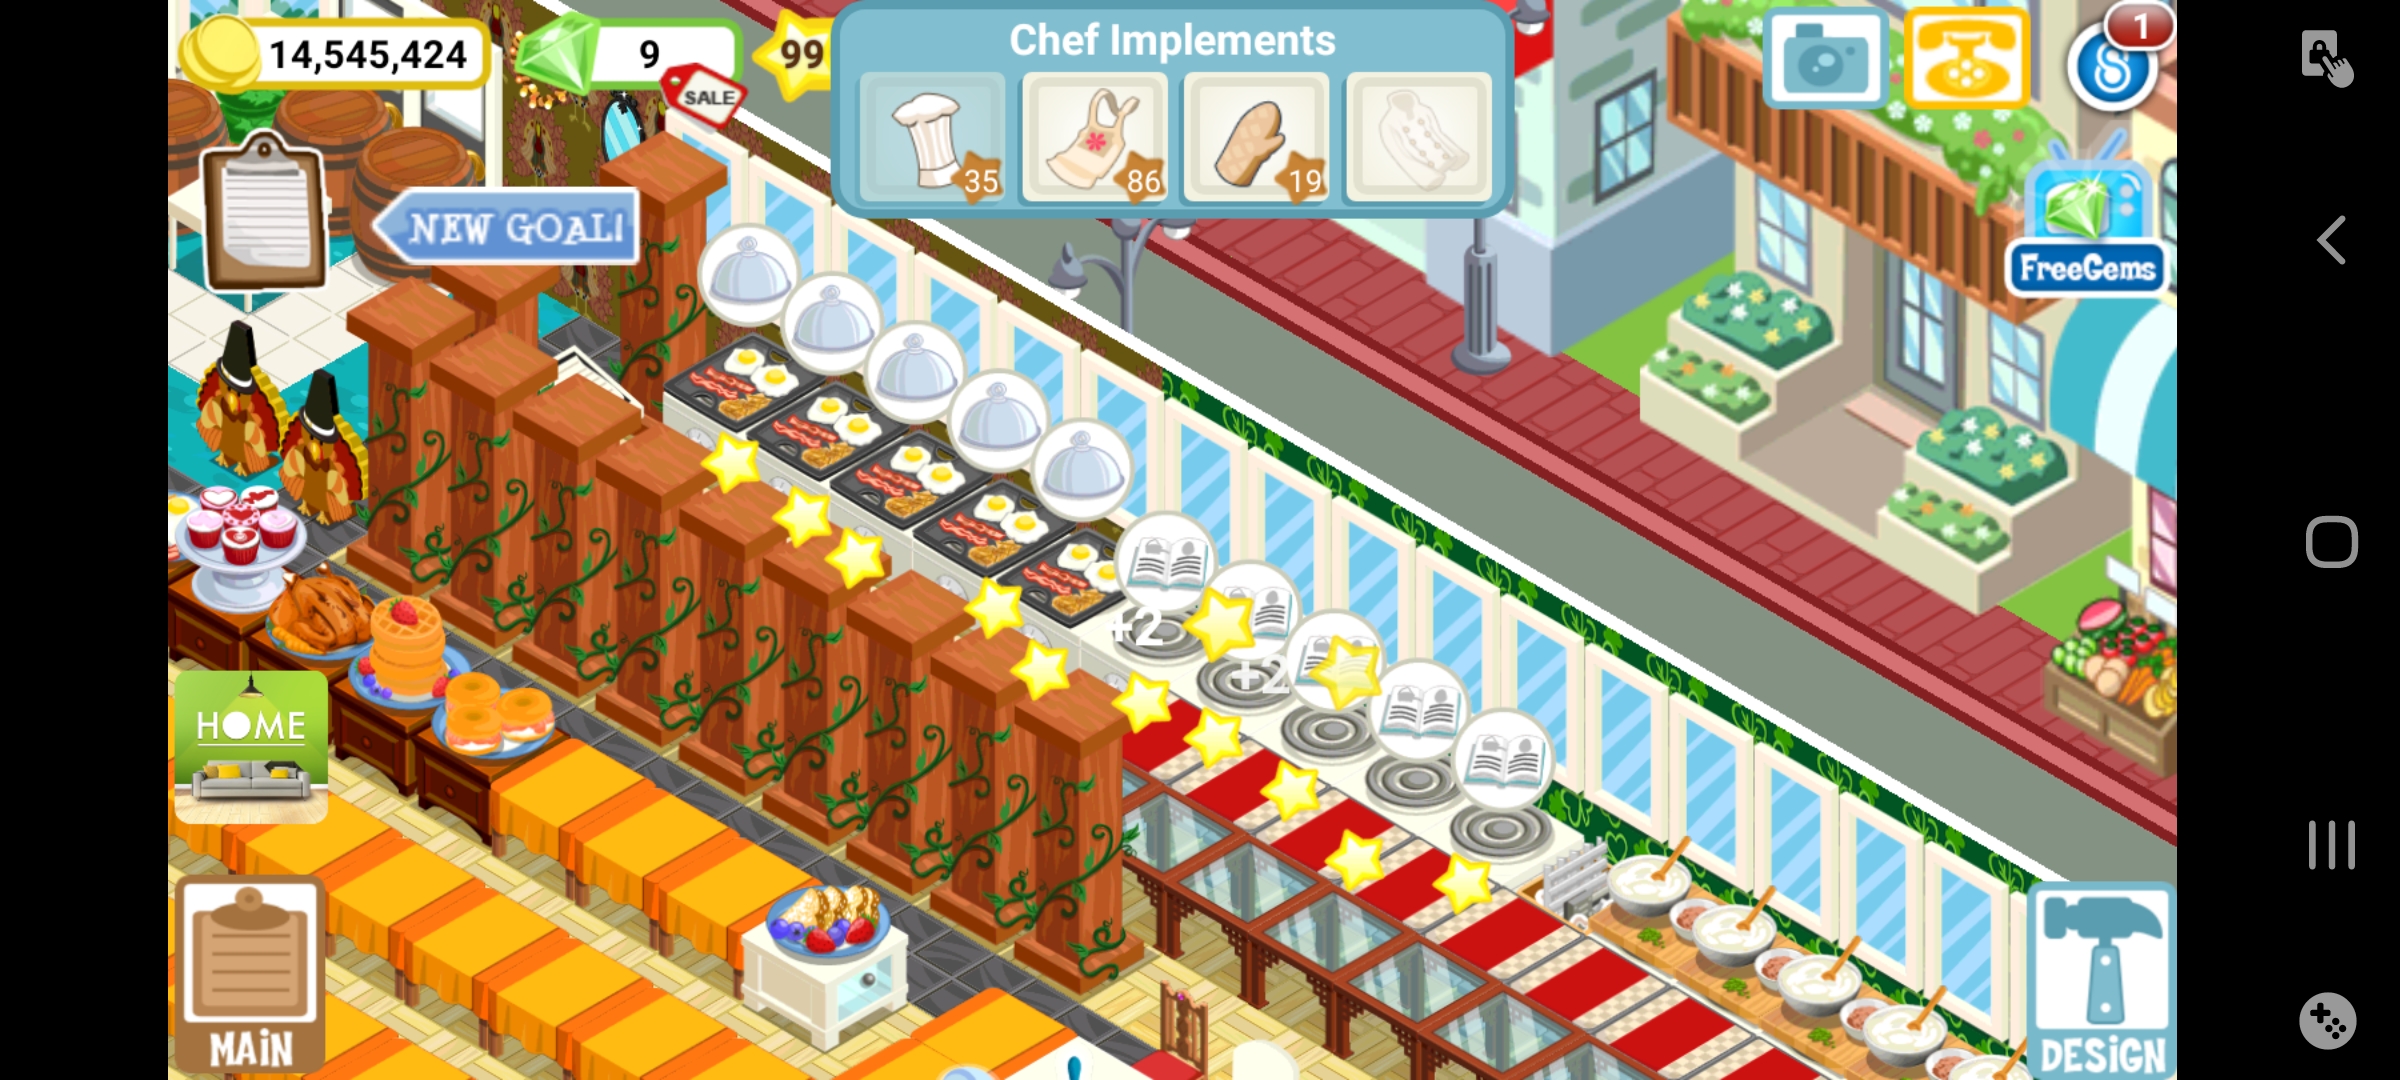 14,545,424
9
SALE
99
Chef Implements
35
86
19
1
NEW GOAL!
FreeGems
+2
+2
HOME
MAIN
DESIGN